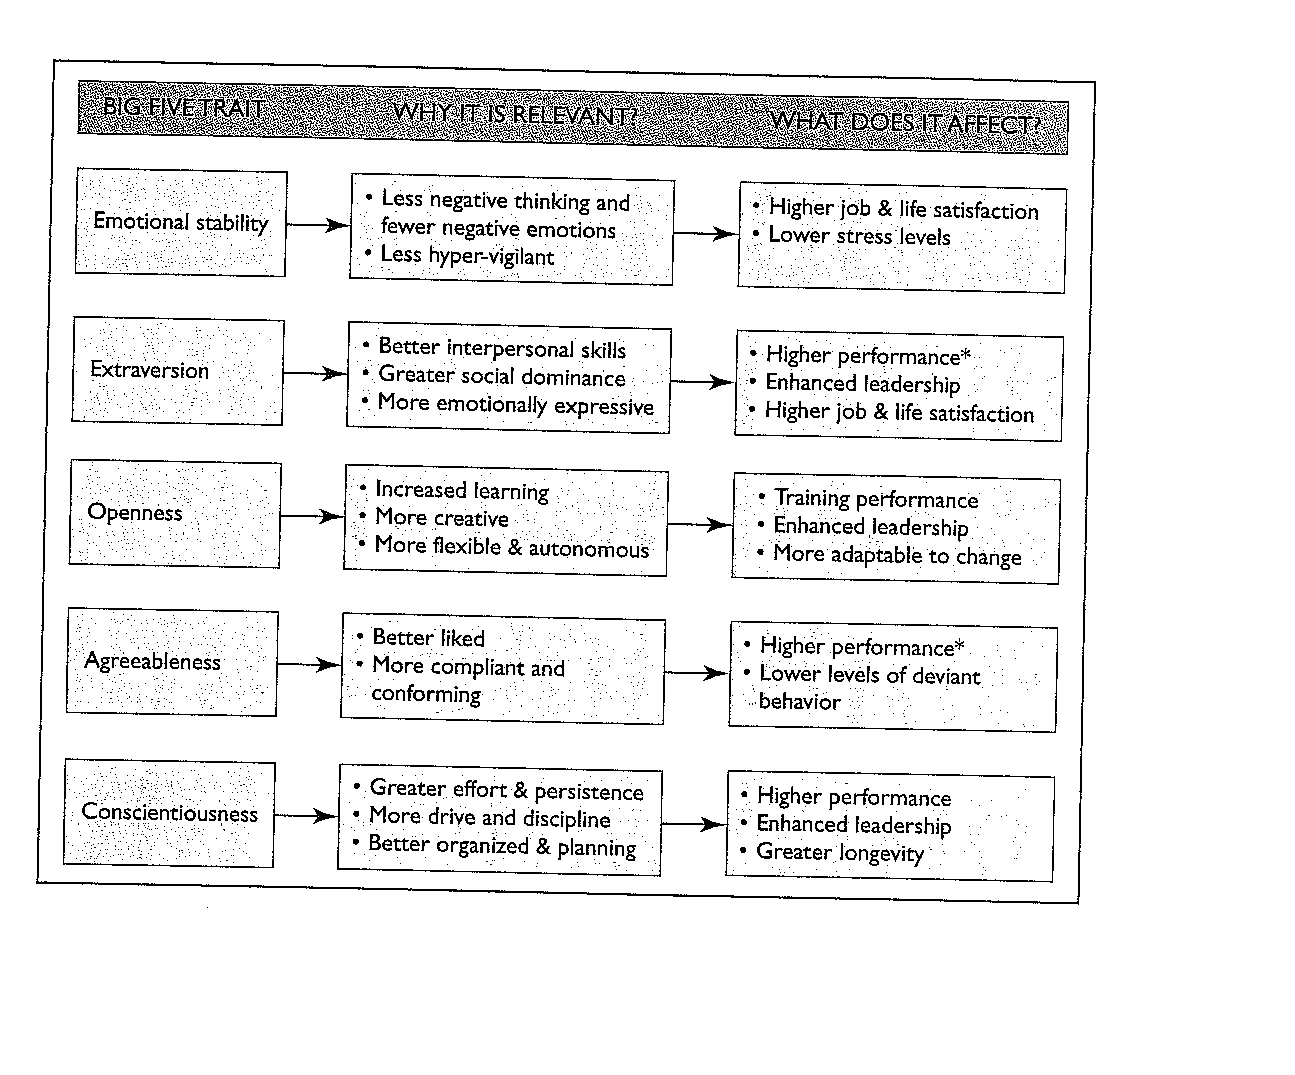 BIG FIVE TRAIT WHY IT IS RELEVANT? WHAT DOES IT AFFECT?
Emotional stability
• Less negative thinking and
fewer negative emotions
• Less hyper-vigilant
• Higher job & life satisfaction
• Lower stress levels
Extraversion
• Better interpersonal skills
• Greater social dominance
• More emotionally expressive
• Higher performance*
• Enhanced leadership
• Higher job & life satisfaction
Openness
• Increased learning
• More creative
• More flexible & autonomous
• Training performance
• Enhanced leadership
• More adaptable to change
Agreeableness
• Better liked
• More compliant and
conforming
• Higher performance*
• Lower levels of deviant
behavior
Conscientiousness
• Greater effort & persistence
• More drive and discipline
• Better organized & planning
• Higher performance
• Enhanced leadership
• Greater longevity